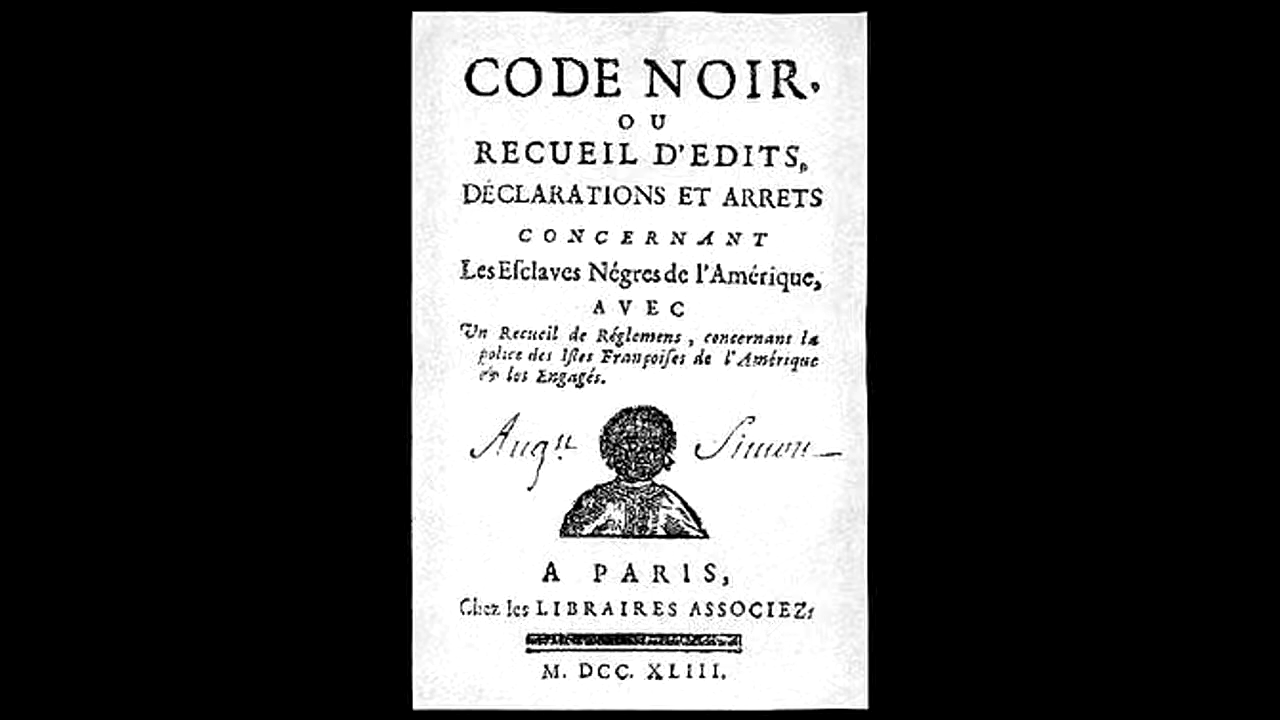 CODE NOIR,
OU
RECUEIL D'EDITS,
DÉCLARATIONS ET ARRETS
CONCERNANT
Les Esclaves Négres de l'Amérique,
AVEC
Un Recueil de Réglemens, concernant la
police des Isles Françoises de l'Amérique
& les Engagés.
Augn Simon
A PARIS,
Chez les LIBRAIRES ASSOCIEZ,
M. DCC. XLIII.